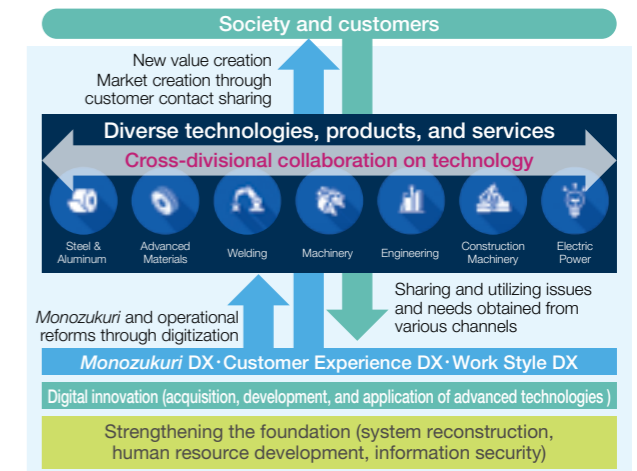 Society and customers
New value creation
Market creation through
customer contact sharing
Diverse technologies, products, and services
Cross-divisional collaboration on technology
Steel &
Aluminum
Advanced
Materials
Welding
Machinery
Engineering
Construction
Machinery
Electric
Power
Monozukuri and operational
reforms through digitization
Sharing and utilizing issues
and needs obtained from
various channels
Monozukuri DX·Customer Experience DX·Work Style DX
Digital innovation (acquisition, development, and application of advanced technologies )
Strengthening the foundation (system reconstruction,
human resource development, information security)